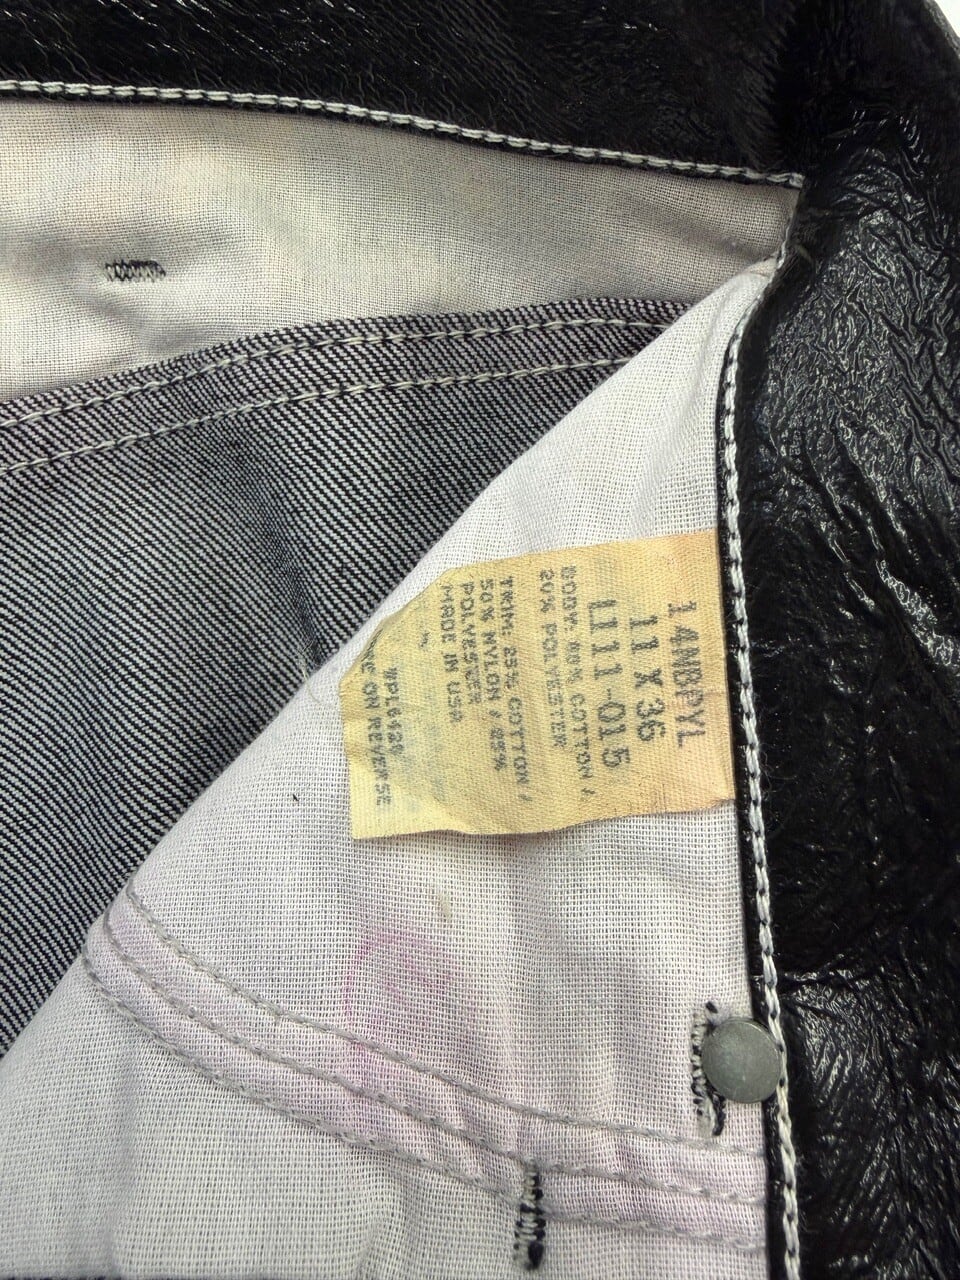 14NBPYL
11 X 36
L111-015
BODY: 80% COTTON /
20% POLYESTER
TRIM: 25% COTTON /
50% NYLON / 25%
POLYESTER
MADE IN USA
WPL6429
ON REVERSE